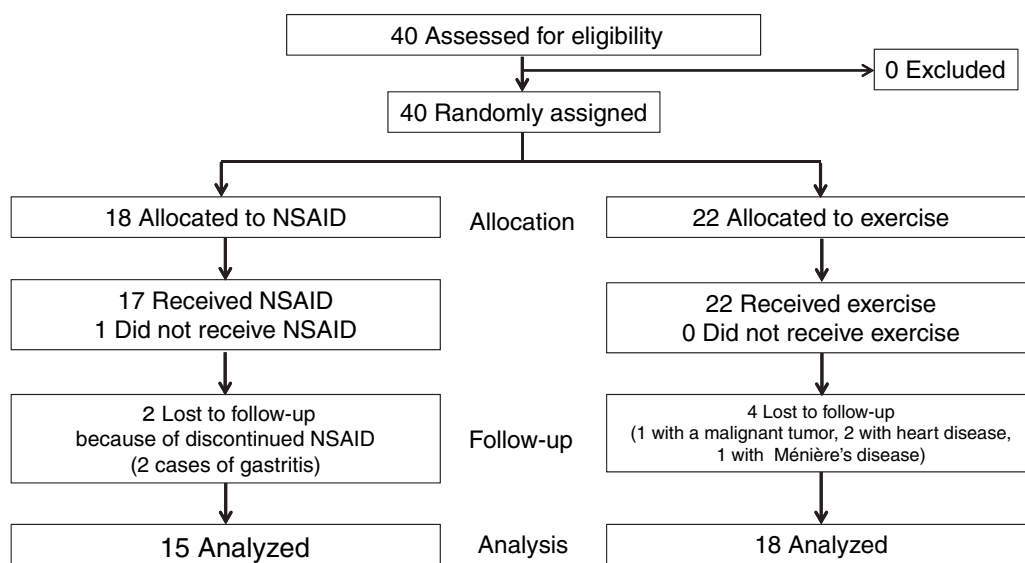 40 Assessed for eligibility
0 Excluded
40 Randomly assigned
18 Allocated to NSAID
Allocation
22 Allocated to exercise
17 Received NSAID
1 Did not receive NSAID
22 Received exercise
0 Did not receive exercise
2 Lost to follow-up
because of discontinued NSAID
(2 cases of gastritis)
Follow-up
4 Lost to follow-up
(1 with a malignant tumor, 2 with heart disease,
1 with Ménière's disease)
15 Analyzed
Analysis
18 Analyzed